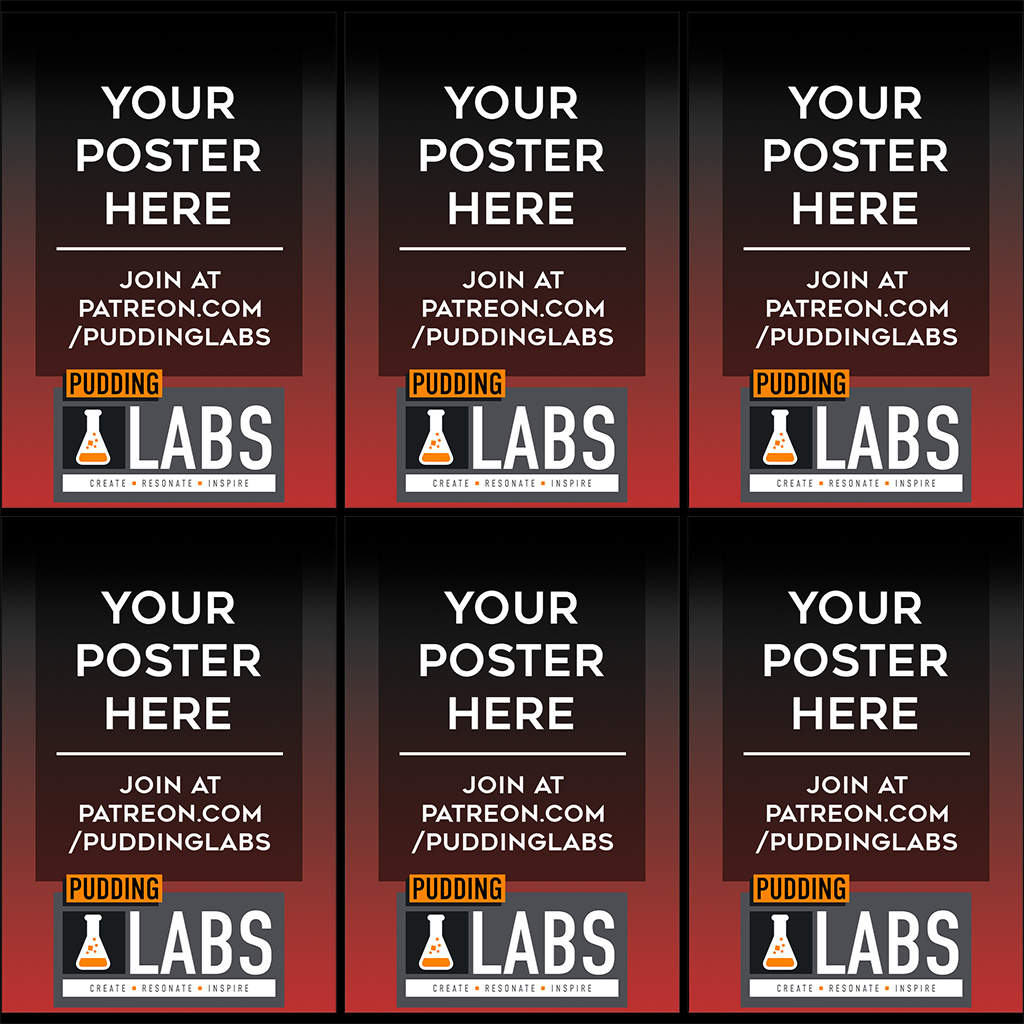 YOUR
POSTER
HERE
JOIN AT
PATREON.COM
/PUDDINGLABS
PUDDING
LABS
CREATE ▪ RESONATE ▪ INSPIRE
YOUR
POSTER
HERE
JOIN AT
PATREON.COM
/PUDDINGLABS
PUDDING
LABS
CREATE ▪ RESONATE ▪ INSPIRE
YOUR
POSTER
HERE
JOIN AT
PATREON.COM
/PUDDINGLABS
PUDDING
LABS
CREATE ▪ RESONATE ▪ INSPIRE
YOUR
POSTER
HERE
JOIN AT
PATREON.COM
/PUDDINGLABS
PUDDING
LABS
CREATE ▪ RESONATE ▪ INSPIRE
YOUR
POSTER
HERE
JOIN AT
PATREON.COM
/PUDDINGLABS
PUDDING
LABS
CREATE ▪ RESONATE ▪ INSPIRE
YOUR
POSTER
HERE
JOIN AT
PATREON.COM
/PUDDINGLABS
PUDDING
LABS
CREATE ▪ RESONATE ▪ INSPIRE